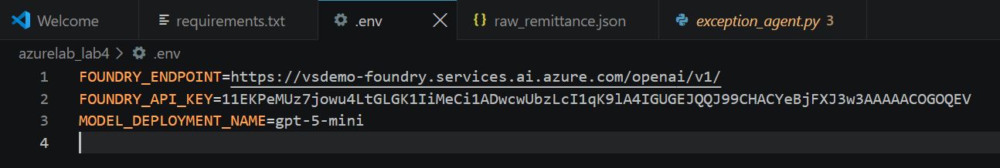 Welcome
requirements.txt
.env
raw_remittance.json
exception_agent.py 3
azurelab_lab4 > .env
1 FOUNDRY_ENDPOINT=https://vsdemo-foundry.services.ai.azure.com/openai/v1/
2 FOUNDRY_API_KEY=11EKPeMUz7jowu4LtGLGK1IiMeCi1ADwcwUbzLcI1qK9lA4IGUGEJQQJ99CHACYeBjFXJ3w3AAAAACOGOQEV
3 MODEL_DEPLOYMENT_NAME=gpt-5-mini
4